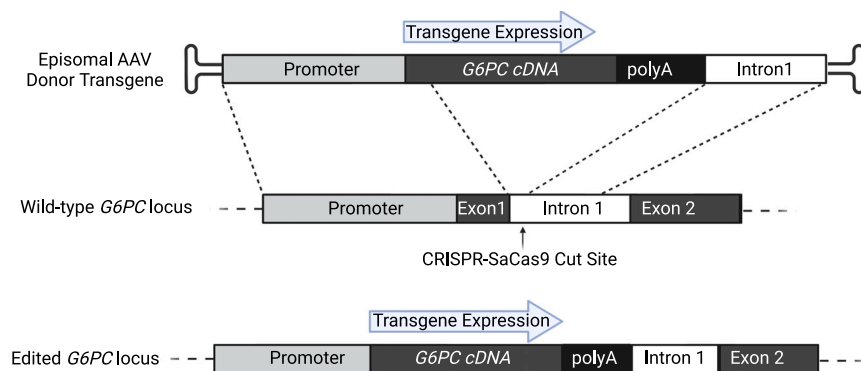 Transgene Expression
Episomal AAV
Donor Transgene
Promoter G6PC cDNA polyA Intron1
Wild-type G6PC locus
Promoter Exon1 Intron 1 Exon 2
CRISPR-SaCas9 Cut Site
Transgene Expression
Edited G6PC locus
Promoter G6PC cDNA polyA Intron 1 Exon 2